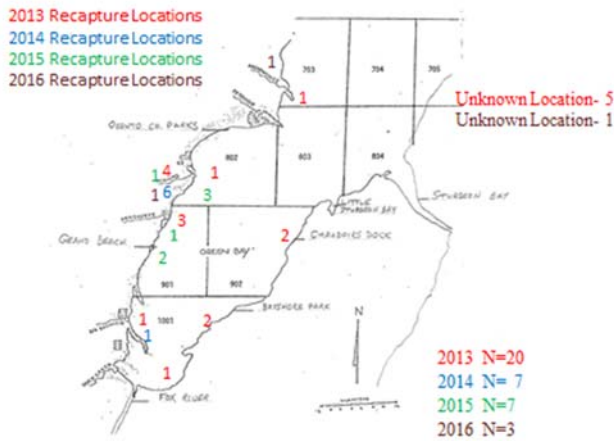 2013 Recapture Locations
2014 Recapture Locations
2015 Recapture Locations
2016 Recapture Locations
1
703
704
705
1
Unknown Location- 5
Unknown Location- 1
OCONTO CO. PARKS
802
803
804
1 4
1
1 6
3
LITTLE
STURGEON BAY
STURGEON BAY
3
1
2
GRAND BEACH
GREEN BAY
2
CHAUDOIRS DOCK
901
902
BAYSHORE PARK
1
1001
2
1
N
1
FOX RIVER
2013 N=20
2014 N= 7
2015 N=7
2016 N=3